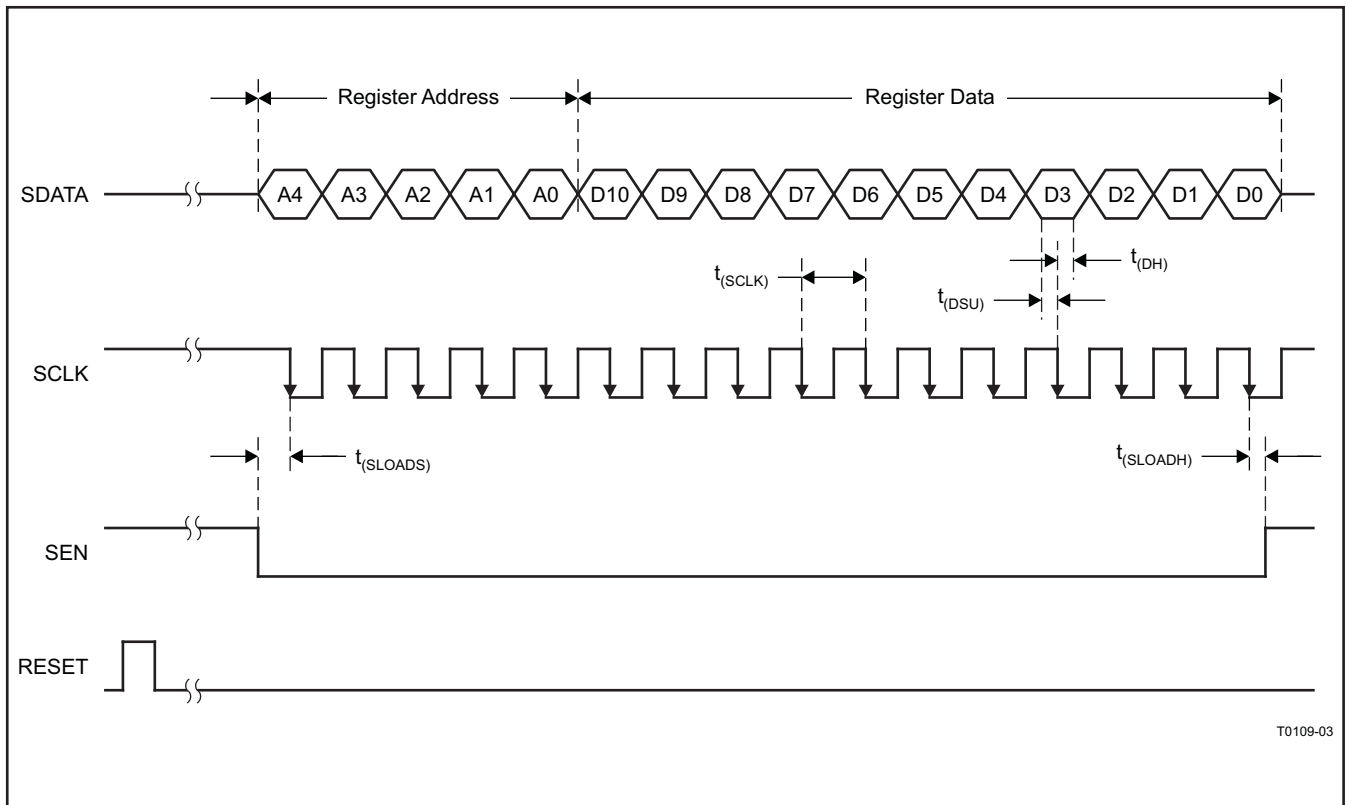 Register Address
Register Data
SDATA
A4 A3 A2 A1 A0 D10 D9 D8 D7 D6 D5 D4 D3 D2 D1 D0
t(DH)
t(SCLK)
t(DSU)
SCLK
t(SLOADS)
t(SLOADH)
SEN
RESET
T0109-03